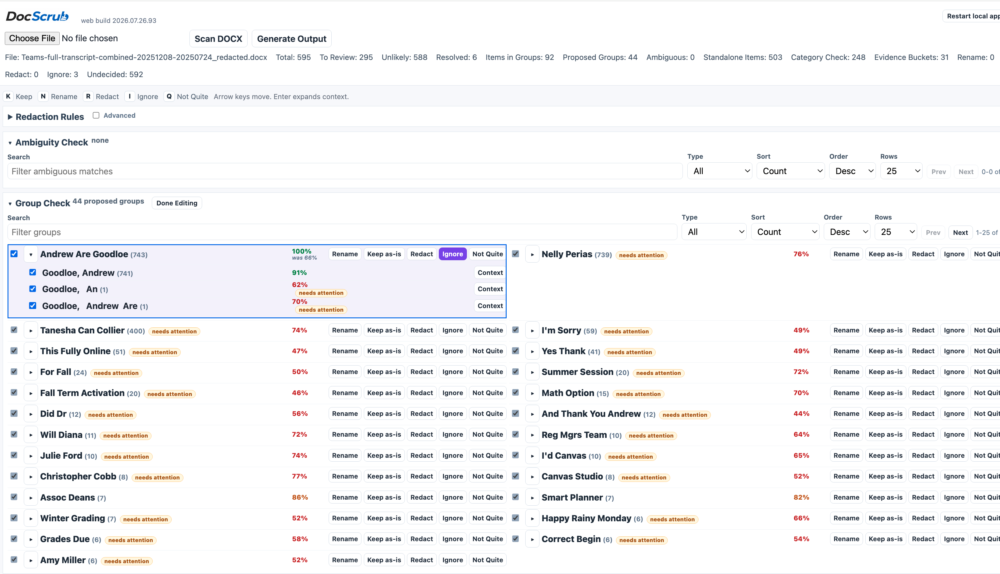 DocScrub web build 2026.07.26.93 Restart local app
Choose File No file chosen Scan DOCX Generate Output
File: Teams-full-transcript-combined-20251208-20250724_redacted.docx Total: 595 To Review: 295 Unlikely: 588 Resolved: 6 Items in Groups: 92 Proposed Groups: 44 Ambiguous: 0 Standalone Items: 503 Category Check: 248 Evidence Buckets: 31 Rename: 0
Redact: 0 Ignore: 3 Undecided: 592
K Keep N Rename R Redact I Ignore Q Not Quite Arrow keys move. Enter expands context.
Redaction Rules Advanced
Ambiguity Check none
Search Type Sort Order Rows
Filter ambiguous matches All Count Desc 25 Prev Next 0-0 of
Group Check 44 proposed groups Done Editing
Search Type Sort Order Rows
Filter groups All Count Desc 25 Prev Next 1-25 of
Andrew Are Goodloe (743) 100% was 66% Rename Keep as-is Redact Ignore Not Quite
Goodloe, Andrew (741) 91% Context
Goodloe, An (1) 62% needs attention Context
Goodloe, Andrew Are (1) 70% needs attention Context
Nelly Perias (739) needs attention 76% Rename Keep as-is Redact Ignore Not Quit
Tanesha Can Collier (400) needs attention 74% Rename Keep as-is Redact Ignore Not Quite
I'm Sorry (59) needs attention 49% Rename Keep as-is Redact Ignore Not Quit
This Fully Online (51) needs attention 47% Rename Keep as-is Redact Ignore Not Quite
Yes Thank (41) needs attention 49% Rename Keep as-is Redact Ignore Not Quit
For Fall (24) needs attention 50% Rename Keep as-is Redact Ignore Not Quite
Summer Session (20) needs attention 72% Rename Keep as-is Redact Ignore Not Quit
Fall Term Activation (20) needs attention 46% Rename Keep as-is Redact Ignore Not Quite
Math Option (15) needs attention 70% Rename Keep as-is Redact Ignore Not Quit
Did Dr (12) needs attention 56% Rename Keep as-is Redact Ignore Not Quite
And Thank You Andrew (12) needs attention 44% Rename Keep as-is Redact Ignore Not Quit
Will Diana (11) needs attention 72% Rename Keep as-is Redact Ignore Not Quite
Reg Mgrs Team (10) needs attention 64% Rename Keep as-is Redact Ignore Not Quit
Julie Ford (10) needs attention 74% Rename Keep as-is Redact Ignore Not Quite
I'd Canvas (10) needs attention 65% Rename Keep as-is Redact Ignore Not Quit
Christopher Cobb (8) needs attention 77% Rename Keep as-is Redact Ignore Not Quite
Canvas Studio (8) needs attention 52% Rename Keep as-is Redact Ignore Not Quit
Assoc Deans (7) 86% Rename Keep as-is Redact Ignore Not Quite
Smart Planner (7) 82% Rename Keep as-is Redact Ignore Not Quit
Winter Grading (7) needs attention 52% Rename Keep as-is Redact Ignore Not Quite
Happy Rainy Monday (6) needs attention 66% Rename Keep as-is Redact Ignore Not Quit
Grades Due (6) needs attention 58% Rename Keep as-is Redact Ignore Not Quite
Correct Begin (6) needs attention 54% Rename Keep as-is Redact Ignore Not Quit
Amy Miller (6) needs attention 52% Rename Keep as-is Redact Ignore Not Quite